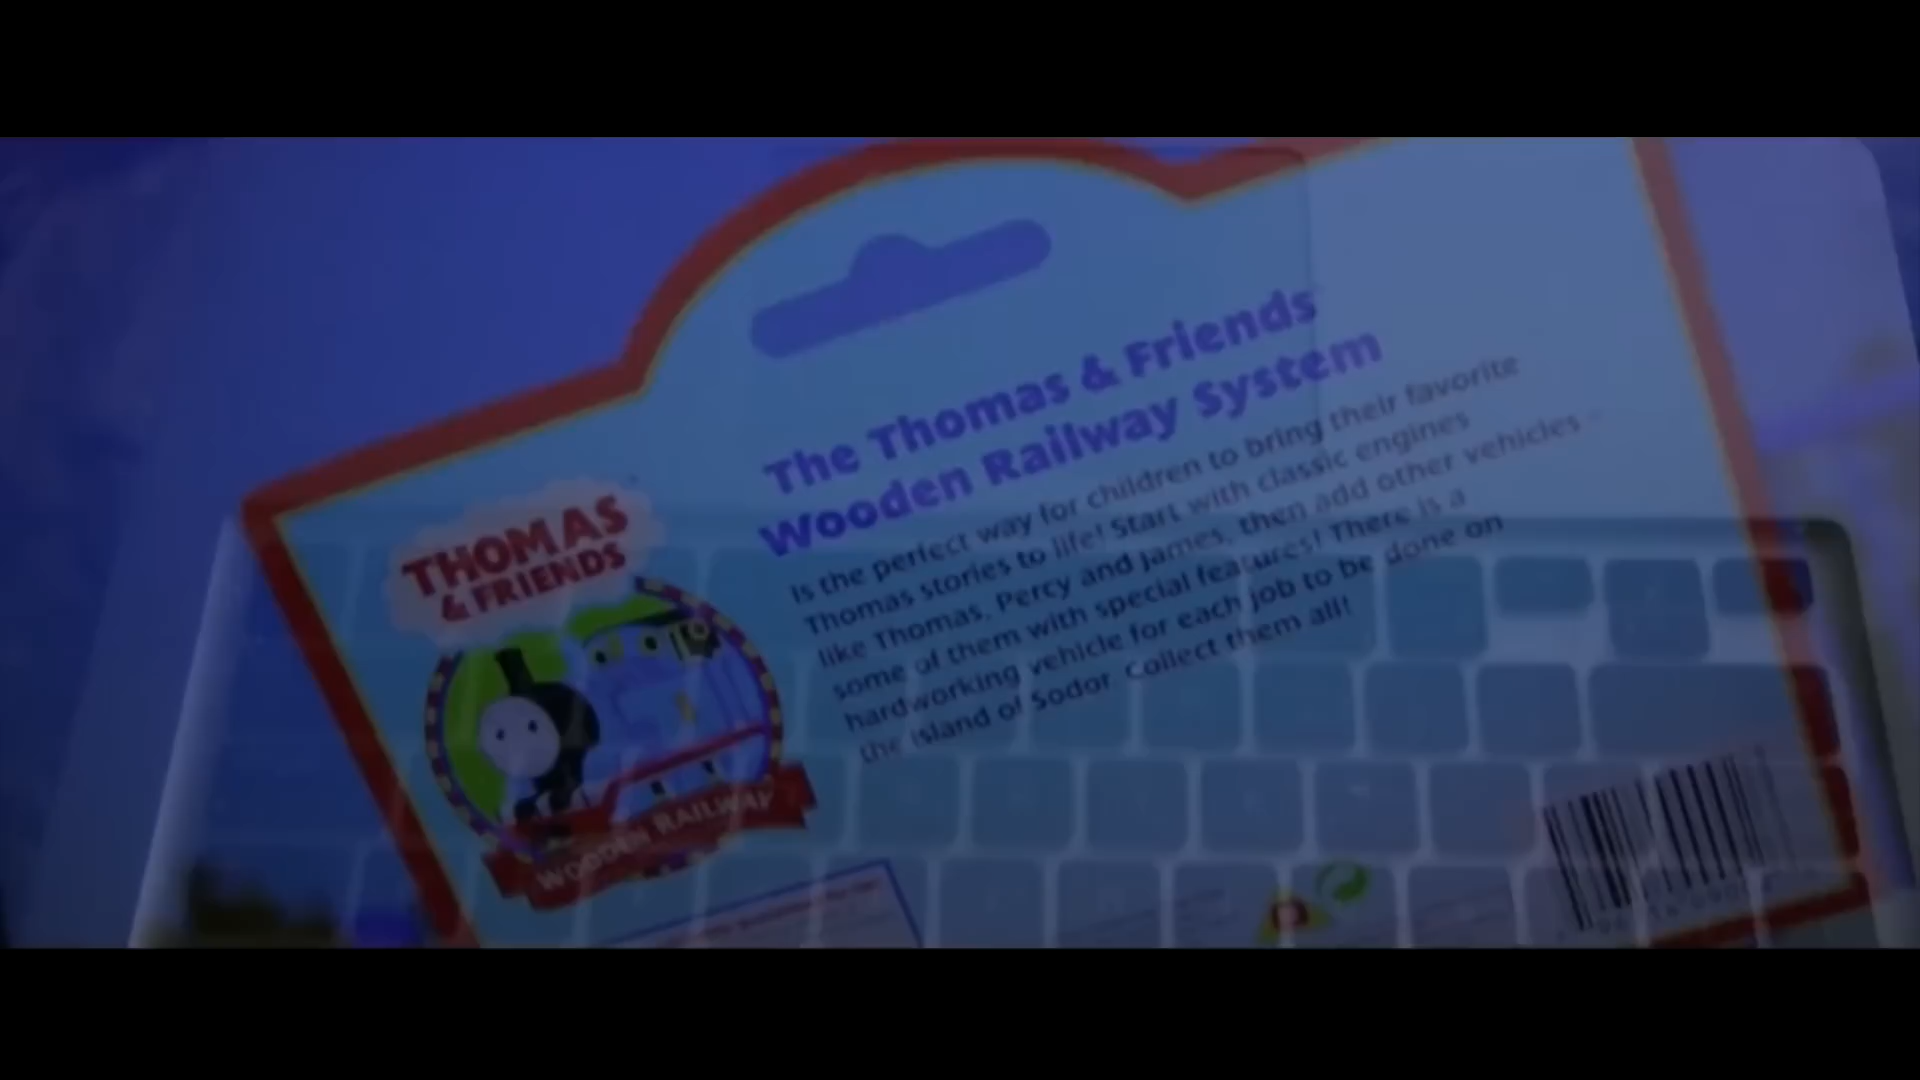 The Thomas & Friends
Wooden Railway System
Is the perfect way for children to bring their favorite
Thomas stories to life! Start with classic engines
like Thomas, Percy and James, then add other vehicles -
some of them with special features! There is a
hardworking vehicle for each job to be done on
the Island of Sodor. Collect them all!
THOMAS
& FRIENDS
WOODEN RAILWAY